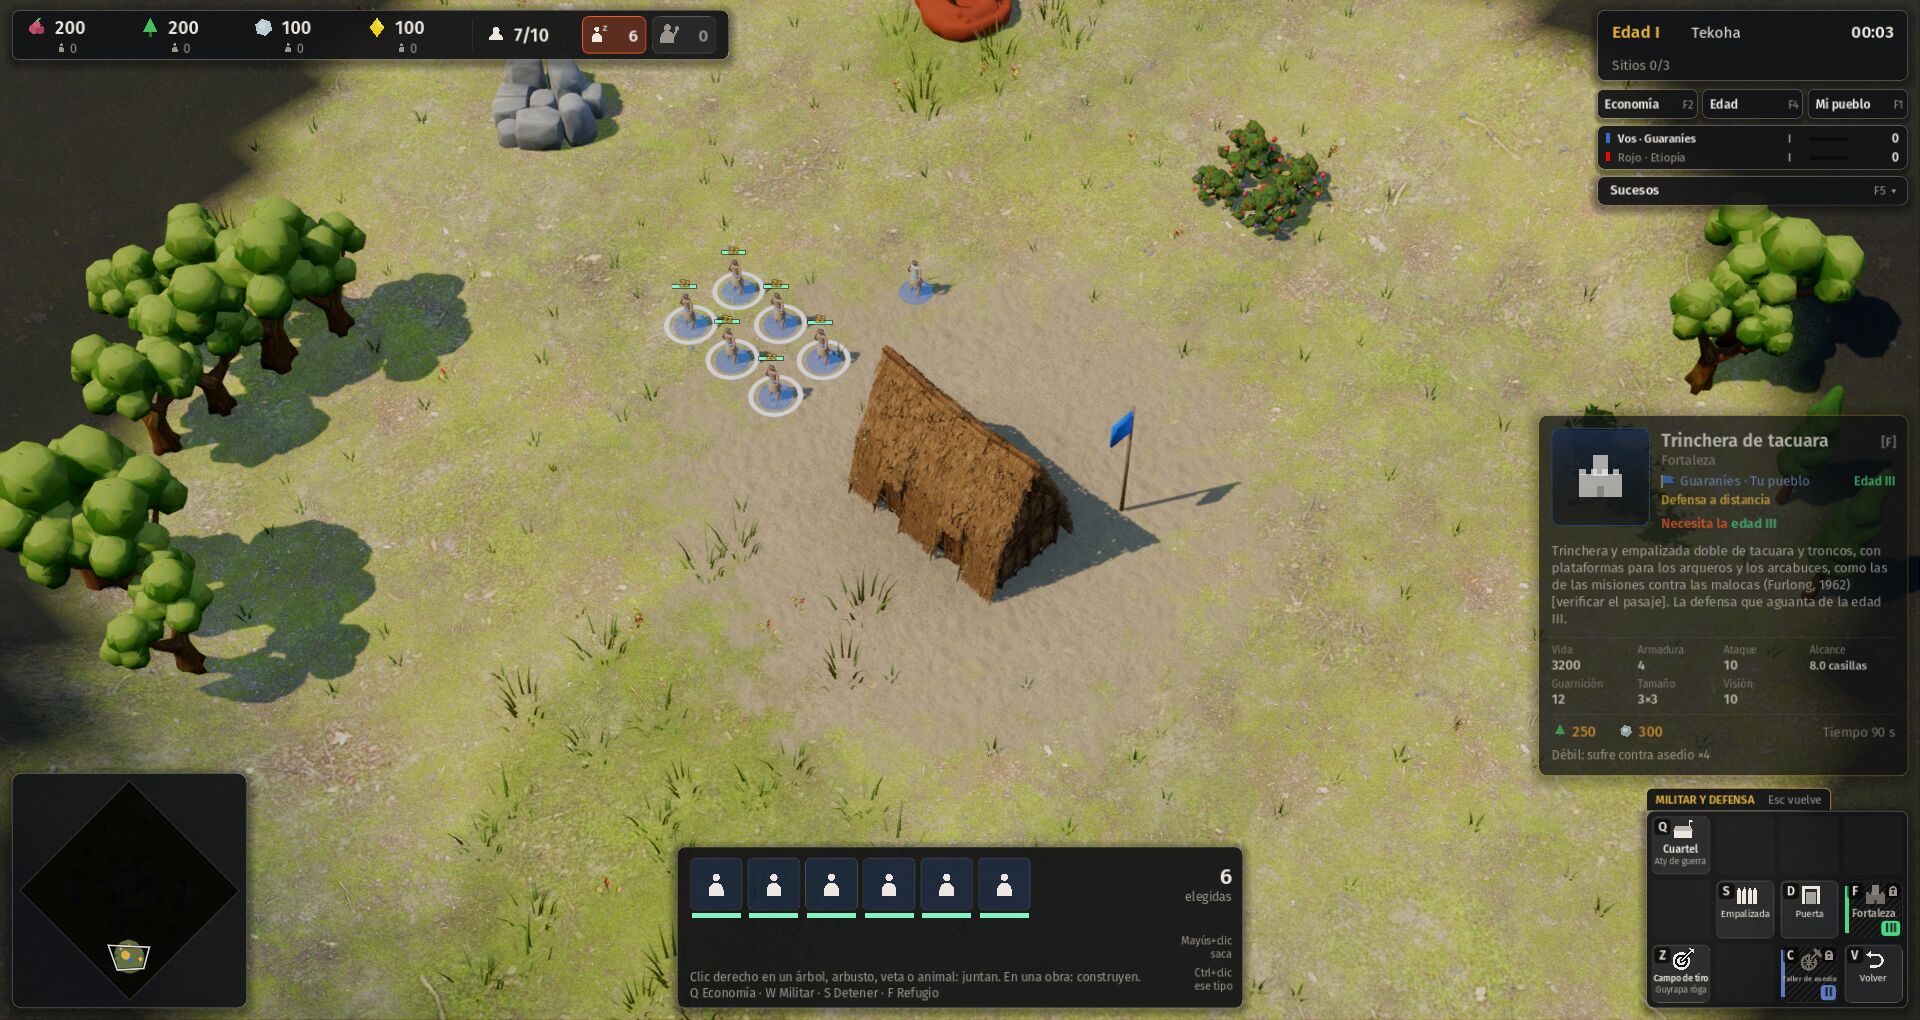 200 200 100 100 7/10 6 0
0 0 0 0
Edad I Tekoha 00:03
Sitios 0/3
Economía F2 Edad F4 Mi pueblo F1
Vos · Guaraníes I 0
Rojo · Etiopía I 0
Sucesos F5
Trinchera de tacuara [F]
Fortaleza
Guaraníes · Tu pueblo Edad III
Defensa a distancia
Necesita la edad III
Trinchera y empalizada doble de tacuara y troncos, con
plataformas para los arqueros y los arcabuces, como las
de las misiones contra las malocas (Furlong, 1962)
[verificar el pasaje]. La defensa que aguanta de la edad
III.
Vida Armadura Ataque Alcance
3200 4 10 8.0 casillas
Guarnición Tamaño Visión
12 3×3 10
250 300 Tiempo 90 s
Débil: sufre contra asedio ×4
MILITAR Y DEFENSA Esc vuelve
Q
Cuartel
Aty de guerra
S D F
Empalizada Puerta Fortaleza
III
Z C V
Campo de tiro Taller de asedio Volver
Guyrapa róga II
6
elegidas
Mayús+clic
saca
Ctrl+clic
ese tipo
Clic derecho en un árbol, arbusto, veta o animal: juntan. En una obra: construyen.
Q Economía · W Militar · S Detener · F Refugio